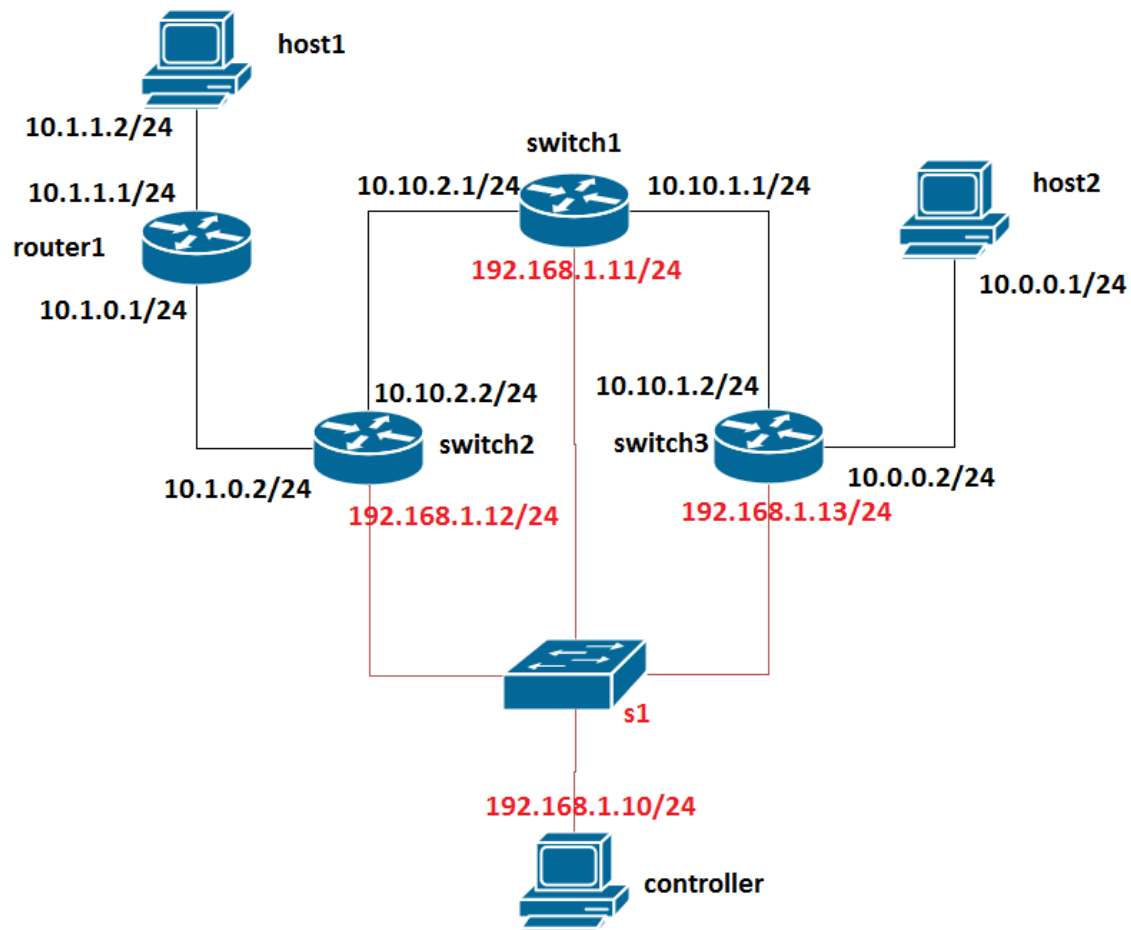 host1
10.1.1.2/24
switch1
10.1.1.1/24
10.10.2.1/24
10.10.1.1/24
host2
router1
192.168.1.11/24
10.0.0.1/24
10.1.0.1/24
10.10.2.2/24
10.10.1.2/24
switch2
switch3
10.1.0.2/24
10.0.0.2/24
192.168.1.12/24
192.168.1.13/24
s1
192.168.1.10/24
controller